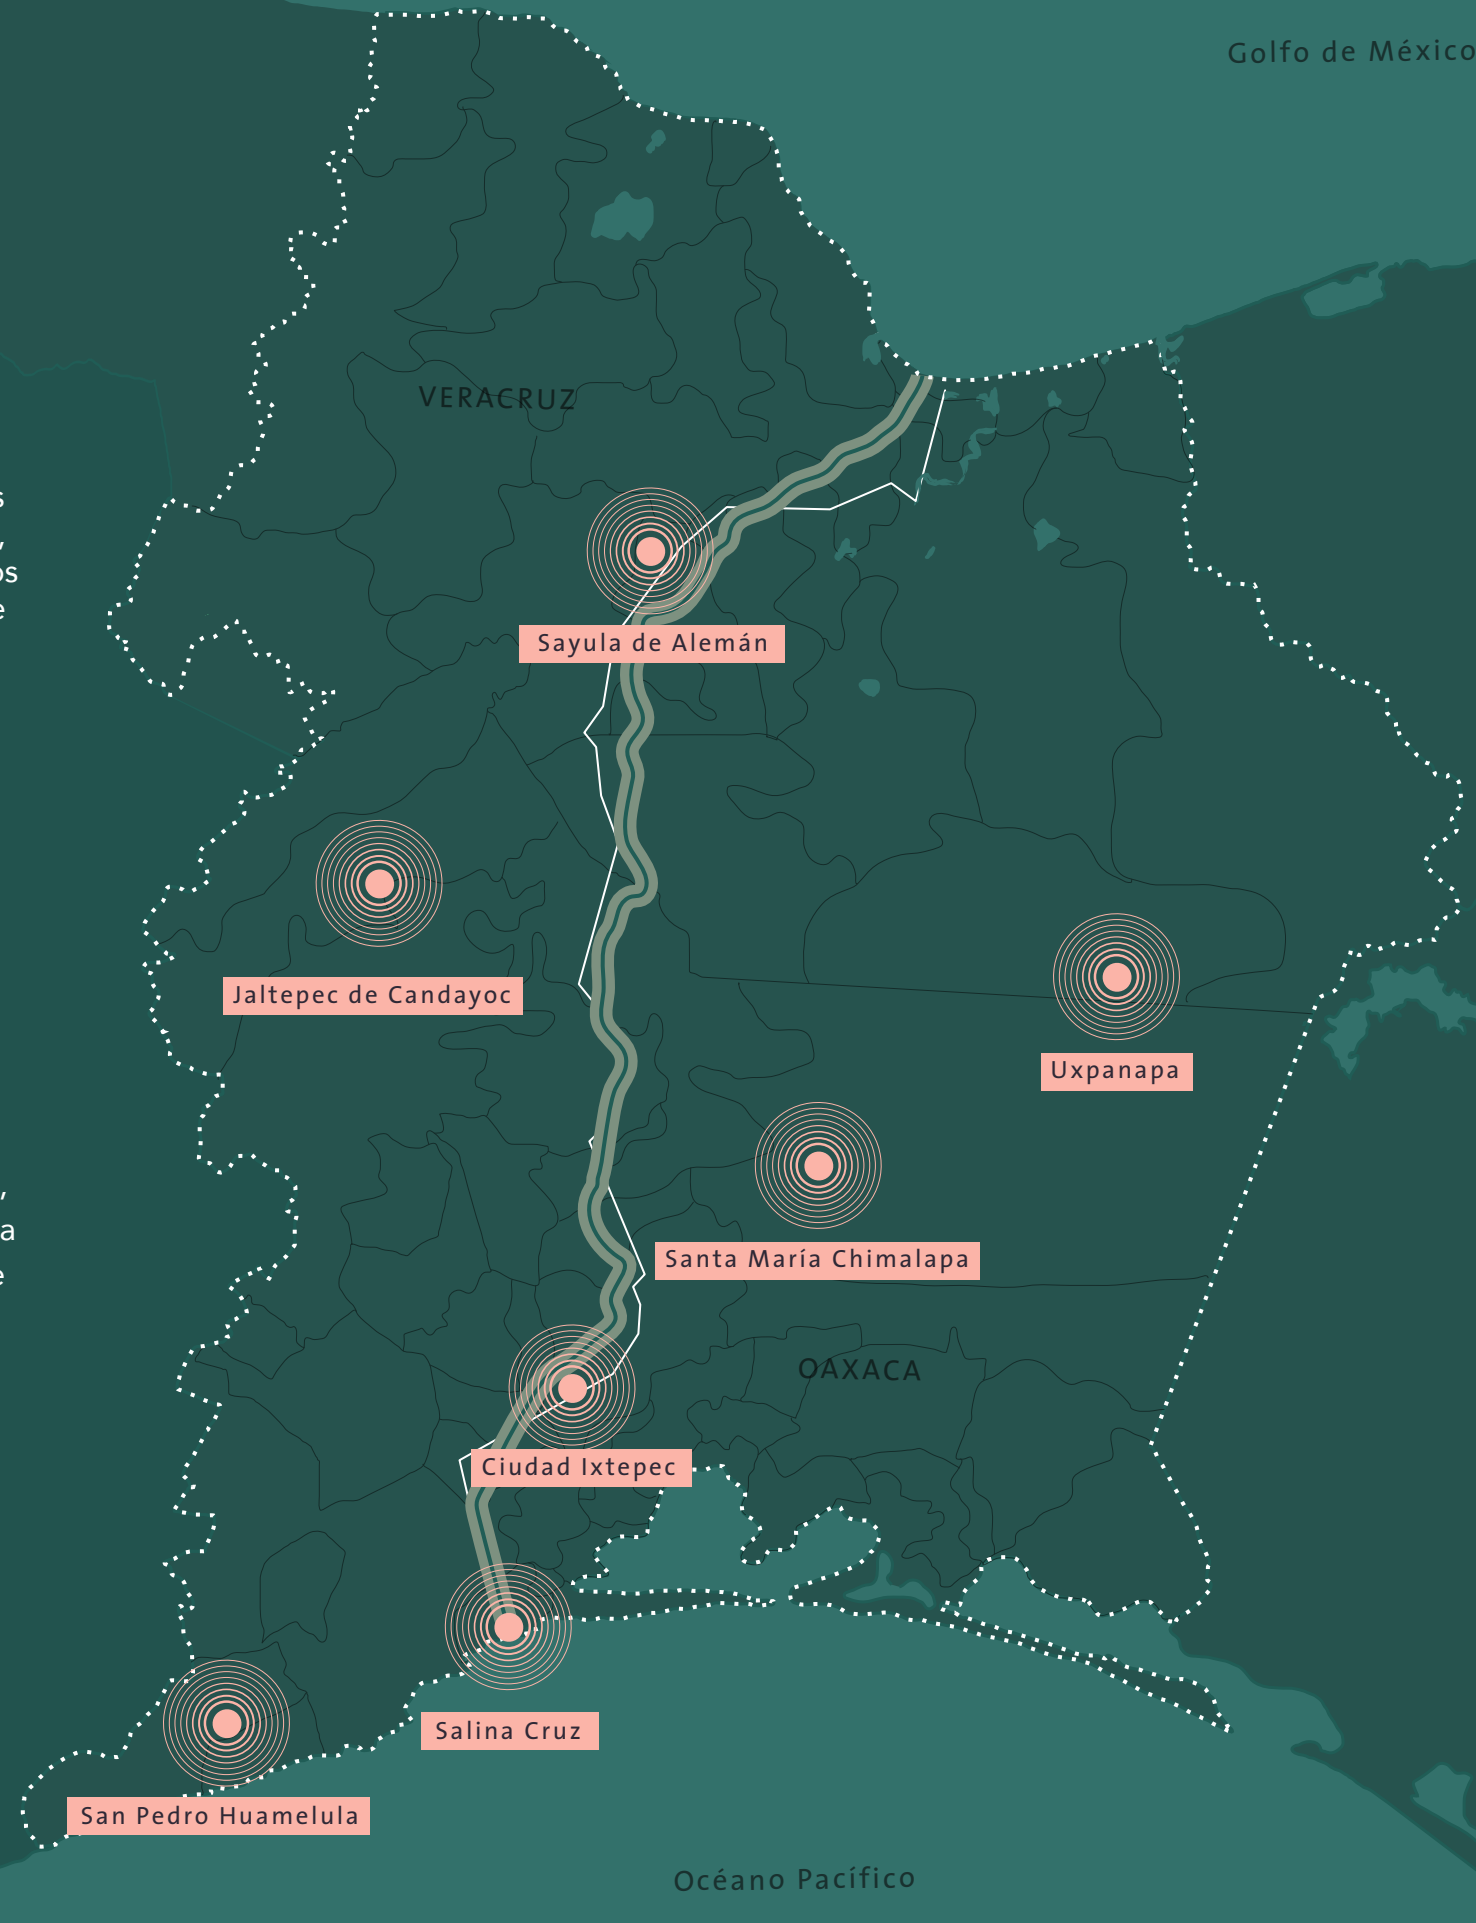 Golfo de México
VERACRUZ
Sayula de Alemán
Jaltepec de Candayoc
Uxpanapa
Santa María Chimalapa
OAXACA
Ciudad Ixtepec
Salina Cruz
San Pedro Huamelula
Océano Pacífico